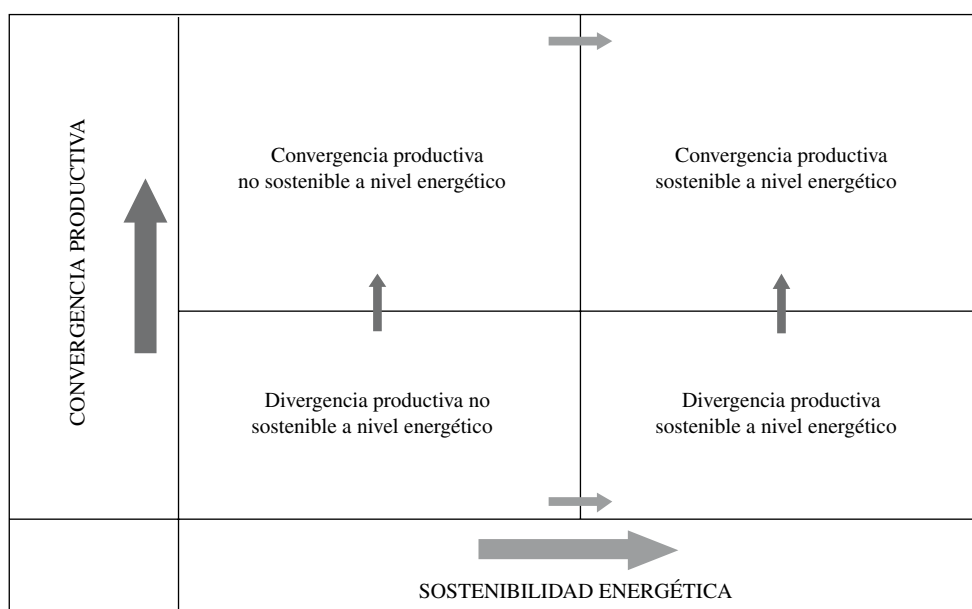 CONVERGENCIA PRODUCTIVA
Convergencia productiva
no sostenible a nivel energético
Convergencia productiva
sostenible a nivel energético
Divergencia productiva no
sostenible a nivel energético
Divergencia productiva
sostenible a nivel energético
SOSTENIBILIDAD ENERGÉTICA